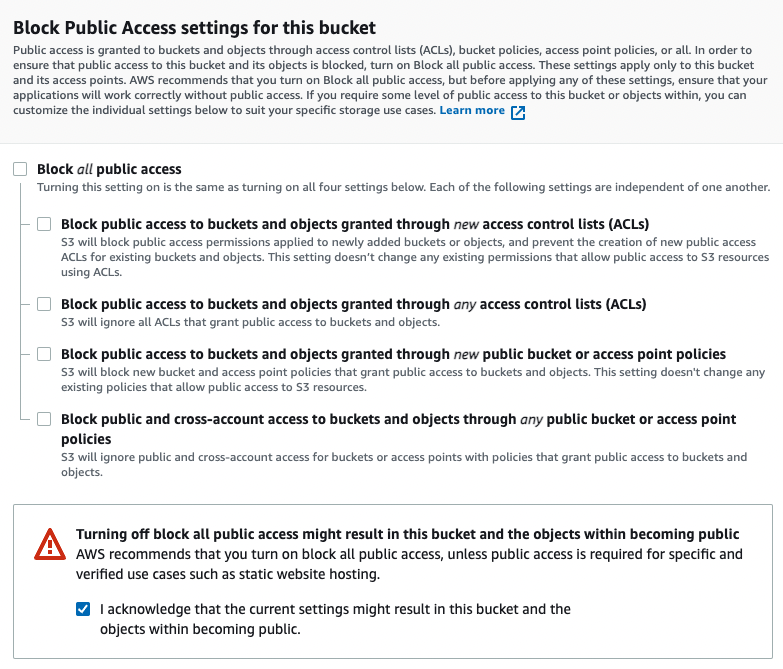 Block Public Access settings for this bucket
Public access is granted to buckets and objects through access control lists (ACLs), bucket policies, access point policies, or all. In order to
ensure that public access to this bucket and its objects is blocked, turn on Block all public access. These settings apply only to this bucket
and its access points. AWS recommends that you turn on Block all public access, but before applying any of these settings, ensure that your
applications will work correctly without public access. If you require some level of public access to this bucket or objects within, you can
customize the individual settings below to suit your specific storage use cases. Learn more
Block all public access
Turning this setting on is the same as turning on all four settings below. Each of the following settings are independent of one another.
Block public access to buckets and objects granted through new access control lists (ACLs)
S3 will block public access permissions applied to newly added buckets or objects, and prevent the creation of new public access
ACLs for existing buckets and objects. This setting doesn’t change any existing permissions that allow public access to S3 resources
using ACLs.
Block public access to buckets and objects granted through any access control lists (ACLs)
S3 will ignore all ACLs that grant public access to buckets and objects.
Block public access to buckets and objects granted through new public bucket or access point policies
S3 will block new bucket and access point policies that grant public access to buckets and objects. This setting doesn't change any
existing policies that allow public access to S3 resources.
Block public and cross-account access to buckets and objects through any public bucket or access point
policies
S3 will ignore public and cross-account access for buckets or access points with policies that grant public access to buckets and
objects.
Turning off block all public access might result in this bucket and the objects within becoming public
AWS recommends that you turn on block all public access, unless public access is required for specific and
verified use cases such as static website hosting.
I acknowledge that the current settings might result in this bucket and the
objects within becoming public.